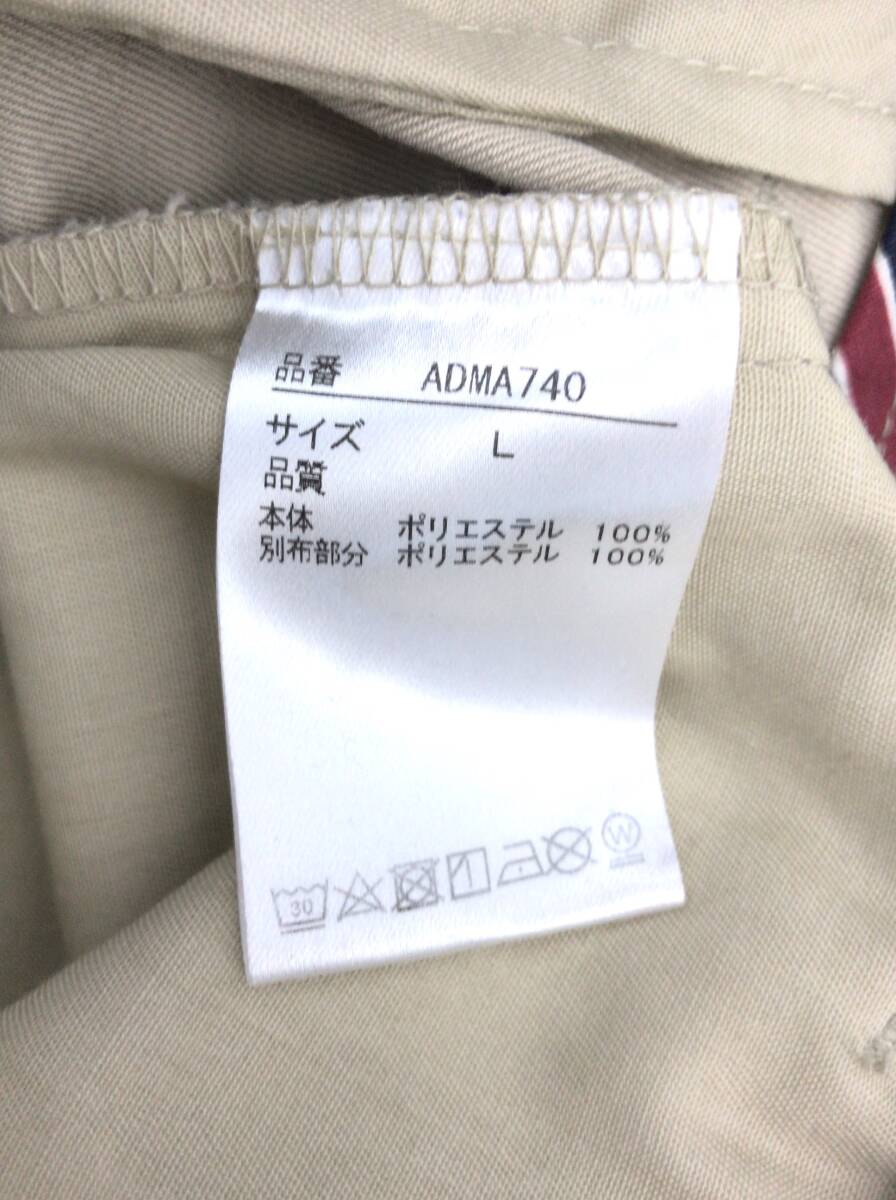 品番 ADMA740
サイズ L
品質
本体 ポリエステル 100%
別布部分 ポリエステル 100%
30 W